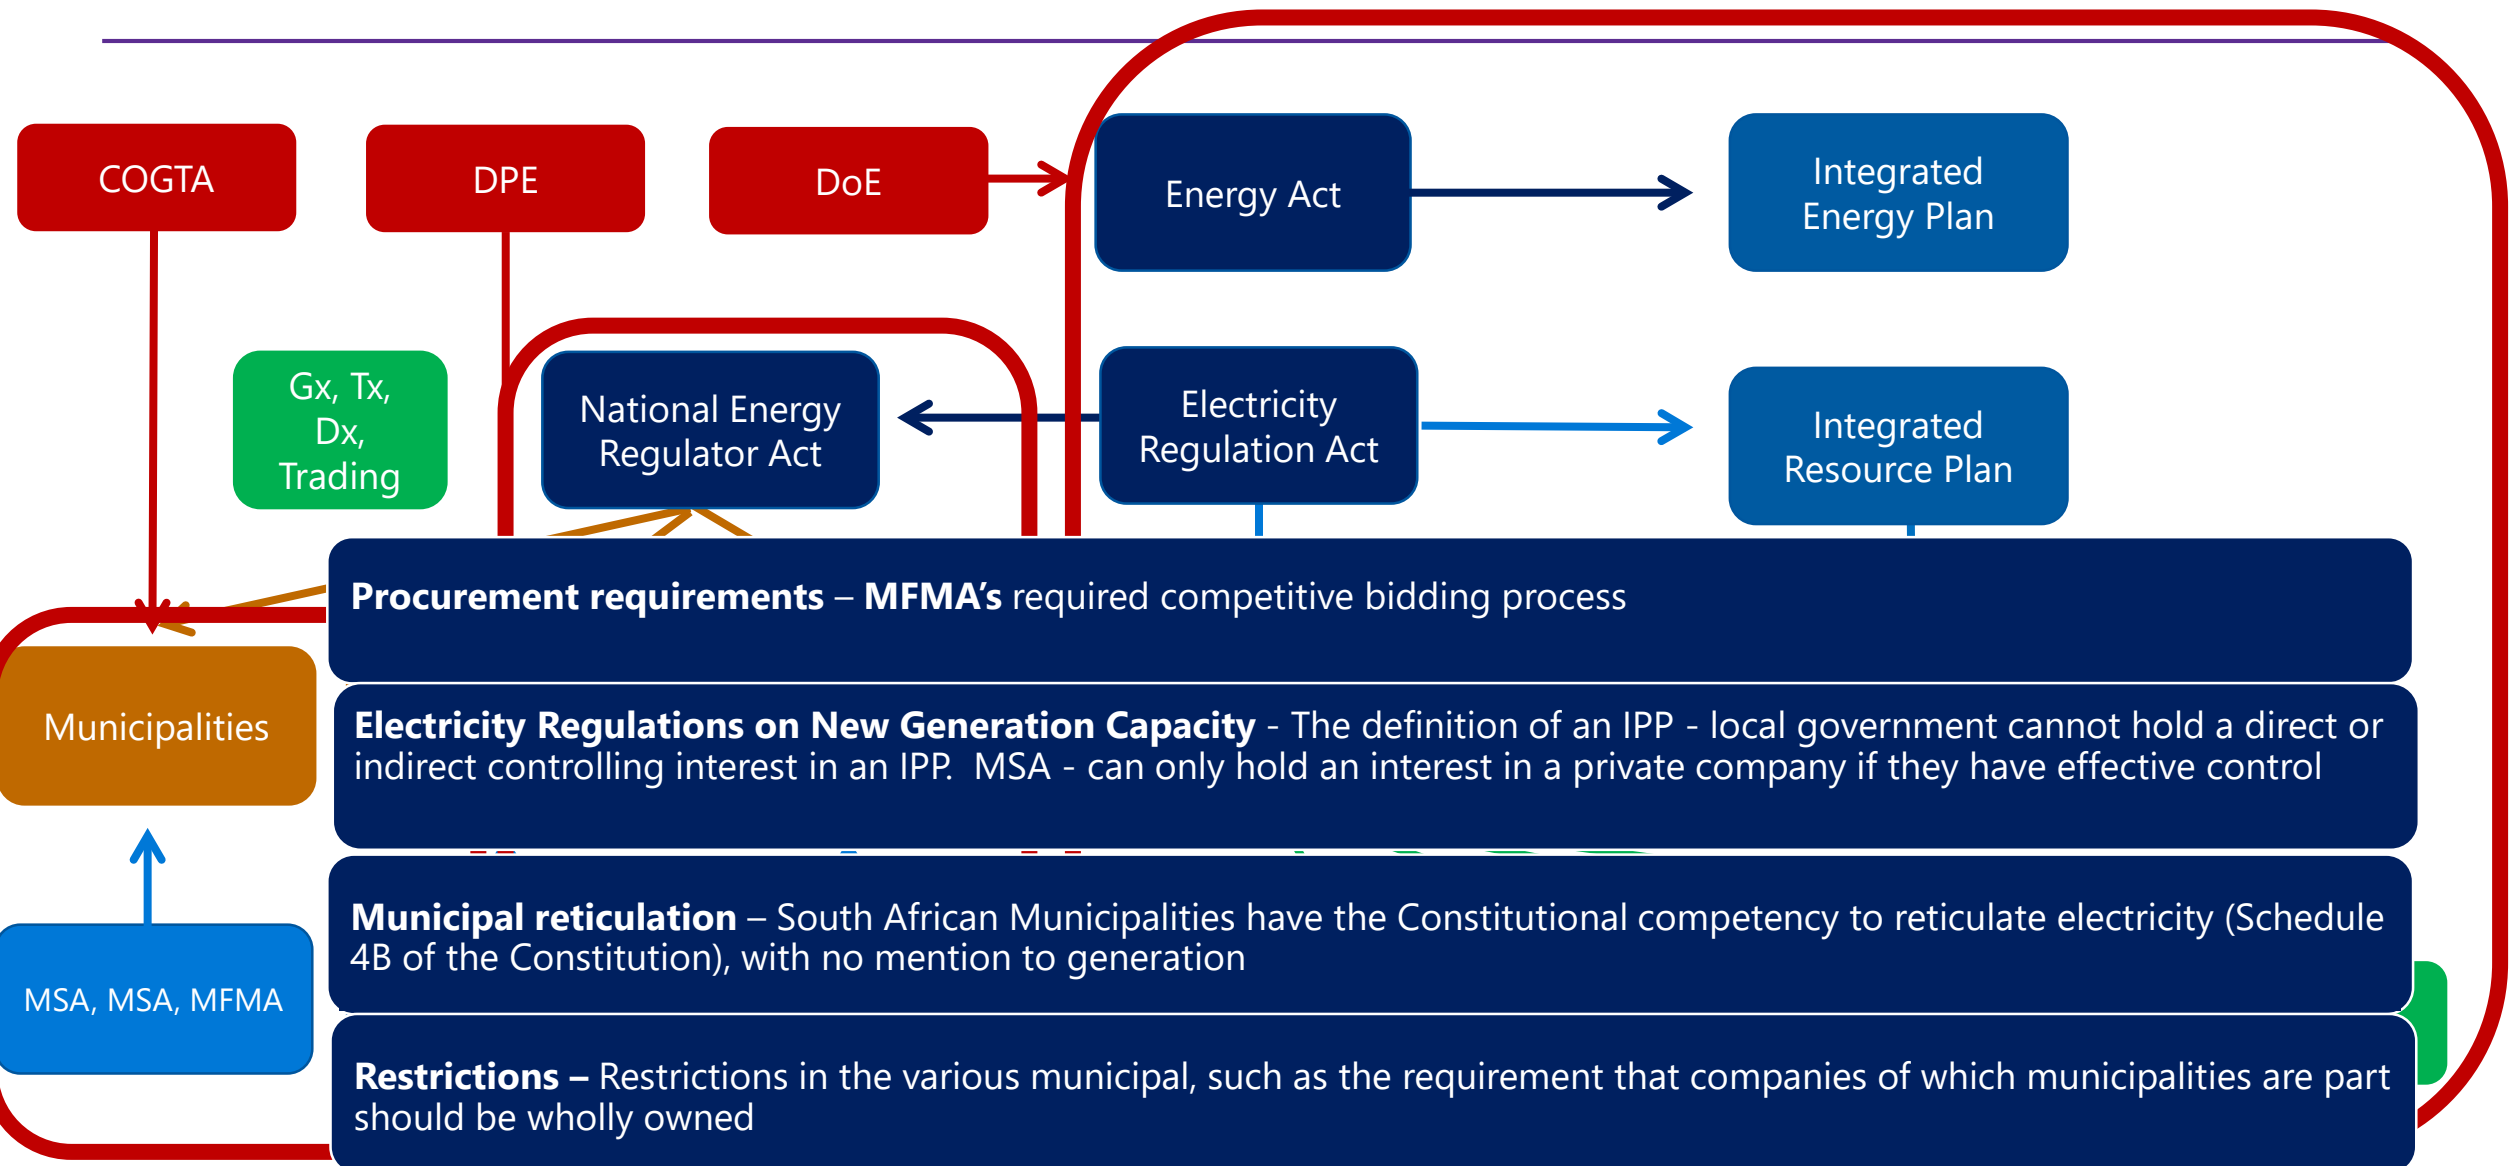 COGTA
DPE
DoE
Energy Act
Integrated
Energy Plan
Gx, Tx,
Dx,
Trading
National Energy
Regulator Act
Electricity
Regulation Act
Integrated
Resource Plan
Procurement requirements – MFMA’s required competitive bidding process
Municipalities
Electricity Regulations on New Generation Capacity - The definition of an IPP - local government cannot hold a direct or
indirect controlling interest in an IPP.  MSA - can only hold an interest in a private company if they have effective control
Municipal reticulation – South African Municipalities have the Constitutional competency to reticulate electricity (Schedule
4B of the Constitution), with no mention to generation
MSA, MSA, MFMA
Restrictions – Restrictions in the various municipal, such as the requirement that companies of which municipalities are part
should be wholly owned